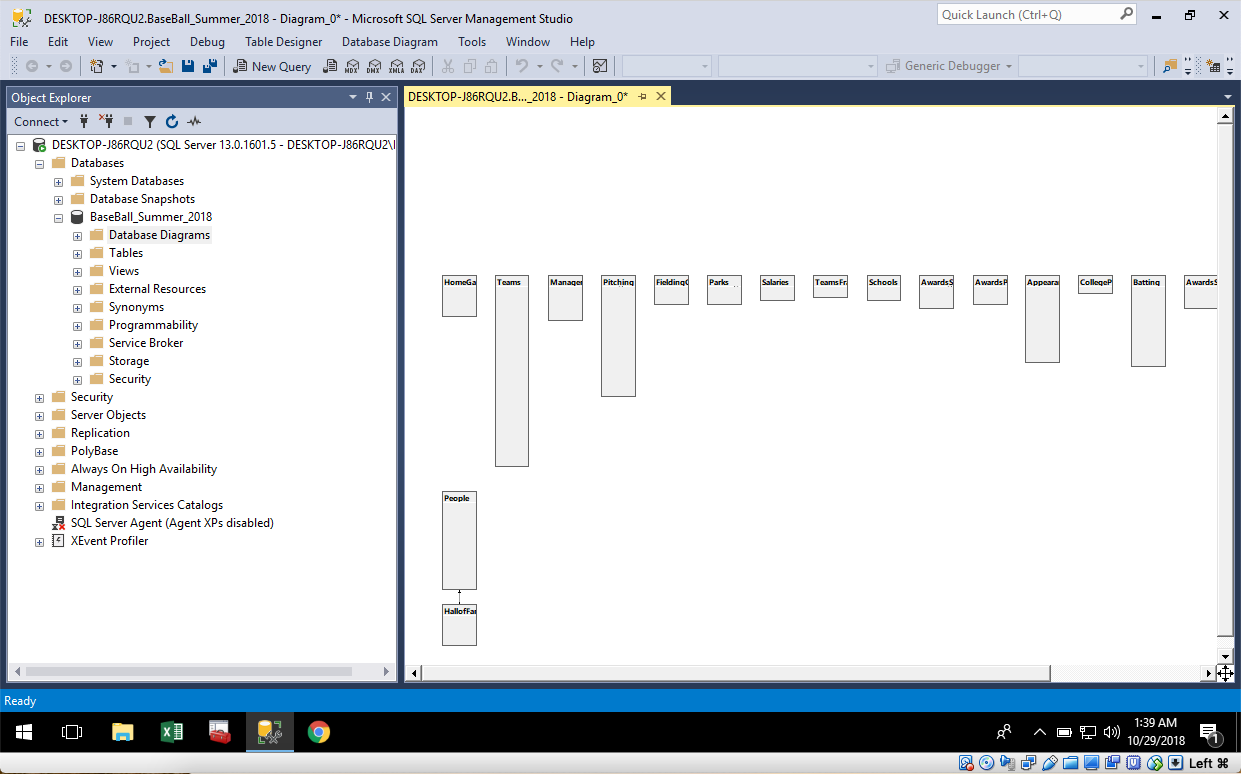 DESKTOP-J86RQU2.BaseBall_Summer_2018 - Diagram_0* - Microsoft SQL Server Management Studio
Quick Launch (Ctrl+Q)
File Edit View Project Debug Table Designer Database Diagram Tools Window Help
New Query MDX DMX XMLA DAX Generic Debugger
Object Explorer
DESKTOP-J86RQU2.B..._2018 - Diagram_0*
Connect
DESKTOP-J86RQU2 (SQL Server 13.0.1601.5 - DESKTOP-J86RQU2\
Databases
System Databases
Database Snapshots
BaseBall_Summer_2018
Database Diagrams
Tables
Views
External Resources
Synonyms
Programmability
Service Broker
Storage
Security
Security
Server Objects
Replication
PolyBase
Always On High Availability
Management
Integration Services Catalogs
SQL Server Agent (Agent XPs disabled)
XEvent Profiler
HomeGa Teams Manager Pitching Fielding Parks Salaries TeamsFr Schools AwardsS AwardsP Appeara CollegeP Batting AwardsS
People
HallofFa
Ready
1:39 AM
10/29/2018
1
Left ⌘